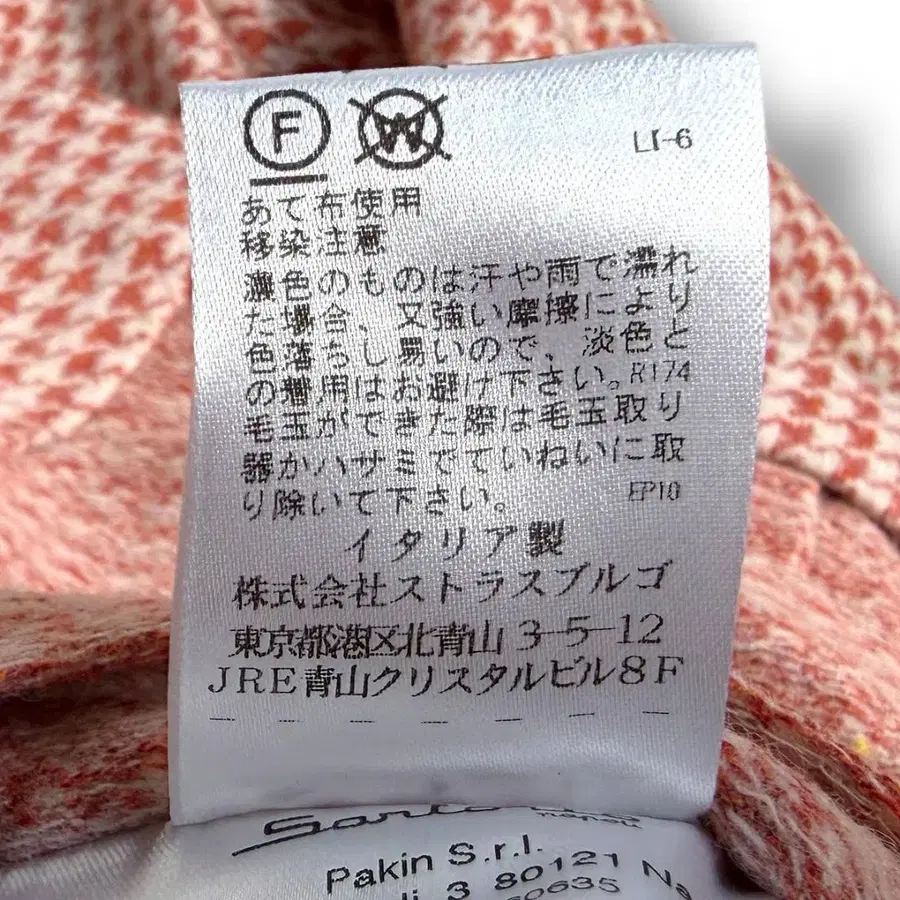 F W
LI-6
あて布使用
移染注意
濃色のものは汗や雨で濡れ
た場合、又強い摩擦により
色落ちし易いので、淡色と
の着用はお避け下さい。R174
毛玉ができた際は毛玉取り
器かハサミでていねいに取
り除いて下さい。 EP10
イタリア製
株式会社ストラスブルゴ
東京都港区北青山3-5-12
JRE青山クリスタルビル8F
napoli
Pakin S.r.l.
3 80121 Na
60635